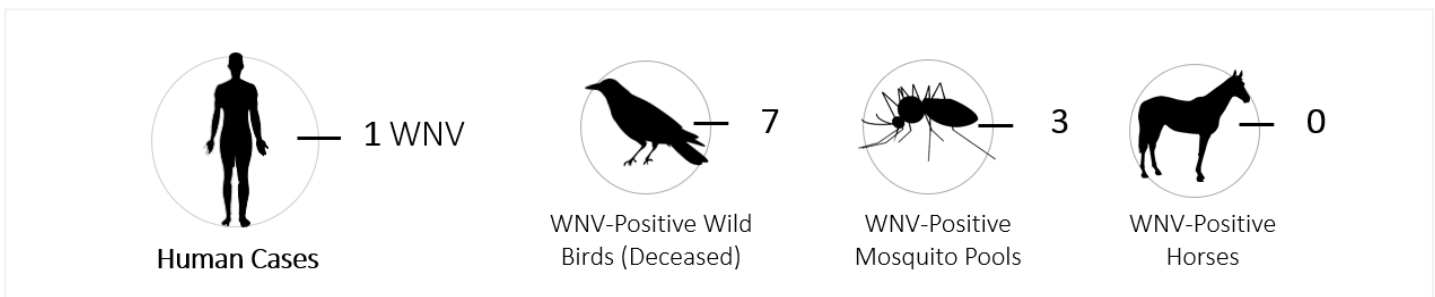 1 WNV
Human Cases
7
WNV-Positive Wild
Birds (Deceased)
3
WNV-Positive
Mosquito Pools
0
WNV-Positive
Horses